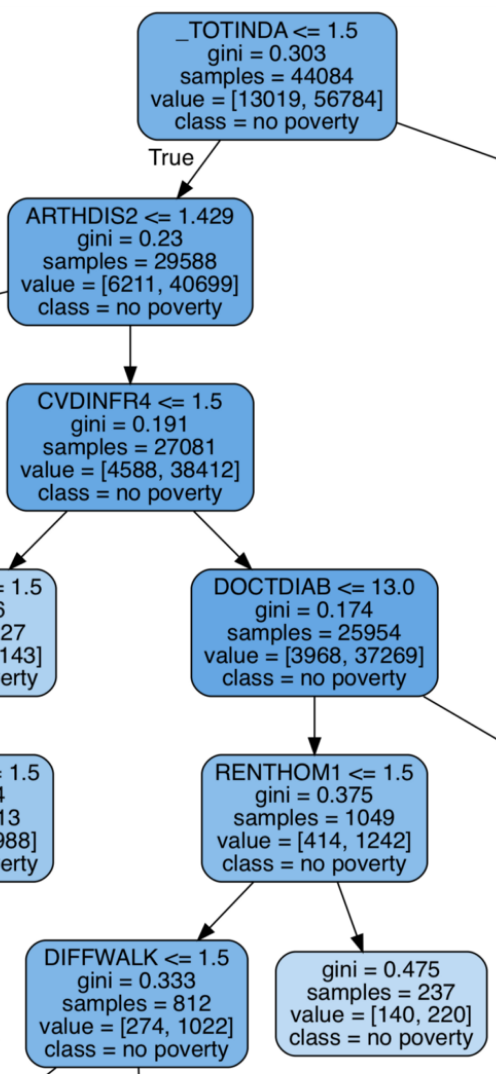 _TOTINDA <= 1.5
gini = 0.303
samples = 44084
value = [13019, 56784]
class = no poverty
True
ARTHDIS2 <= 1.429
gini = 0.23
samples = 29588
value = [6211, 40699]
class = no poverty
CVDINFR4 <= 1.5
gini = 0.191
samples = 27081
value = [4588, 38412]
class = no poverty
= 1.5
6
27
143]
erty
DOCTDIAB <= 13.0
gini = 0.174
samples = 25954
value = [3968, 37269]
class = no poverty
= 1.5
4
13
988]
erty
RENTHOM1 <= 1.5
gini = 0.375
samples = 1049
value = [414, 1242]
class = no poverty
DIFFWALK <= 1.5
gini = 0.333
samples = 812
value = [274, 1022]
class = no poverty
gini = 0.475
samples = 237
value = [140, 220]
class = no poverty